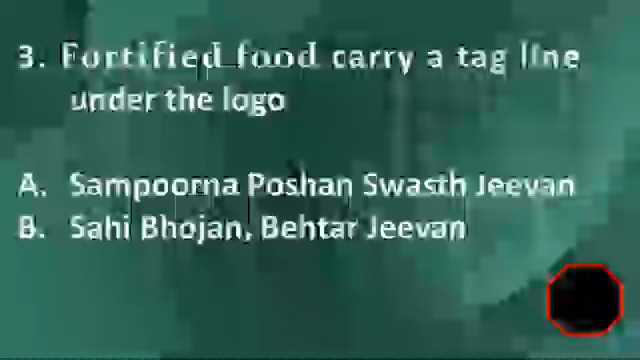 3. Fortified food carry a tag line
under the logo
A. Sampoorna Poshan Swasth Jeevan
B. Sahi Bhojan, Behtar Jeevan